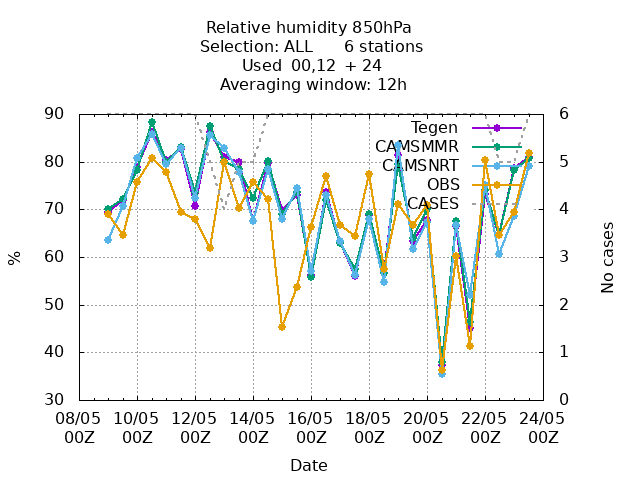 Relative humidity 850hPa
Selection: ALL 6 stations
Used 00,12 + 24
Averaging window: 12h
90
80
70
60
50
40
30
%
6
5
4
3
2
1
0
No cases
Tegen
CAMSMMR
CAMSNRT
OBS
CASES
08/05 10/05 12/05 14/05 16/05 18/05 20/05 22/05 24/05
00Z 00Z 00Z 00Z 00Z 00Z 00Z 00Z 00Z
Date